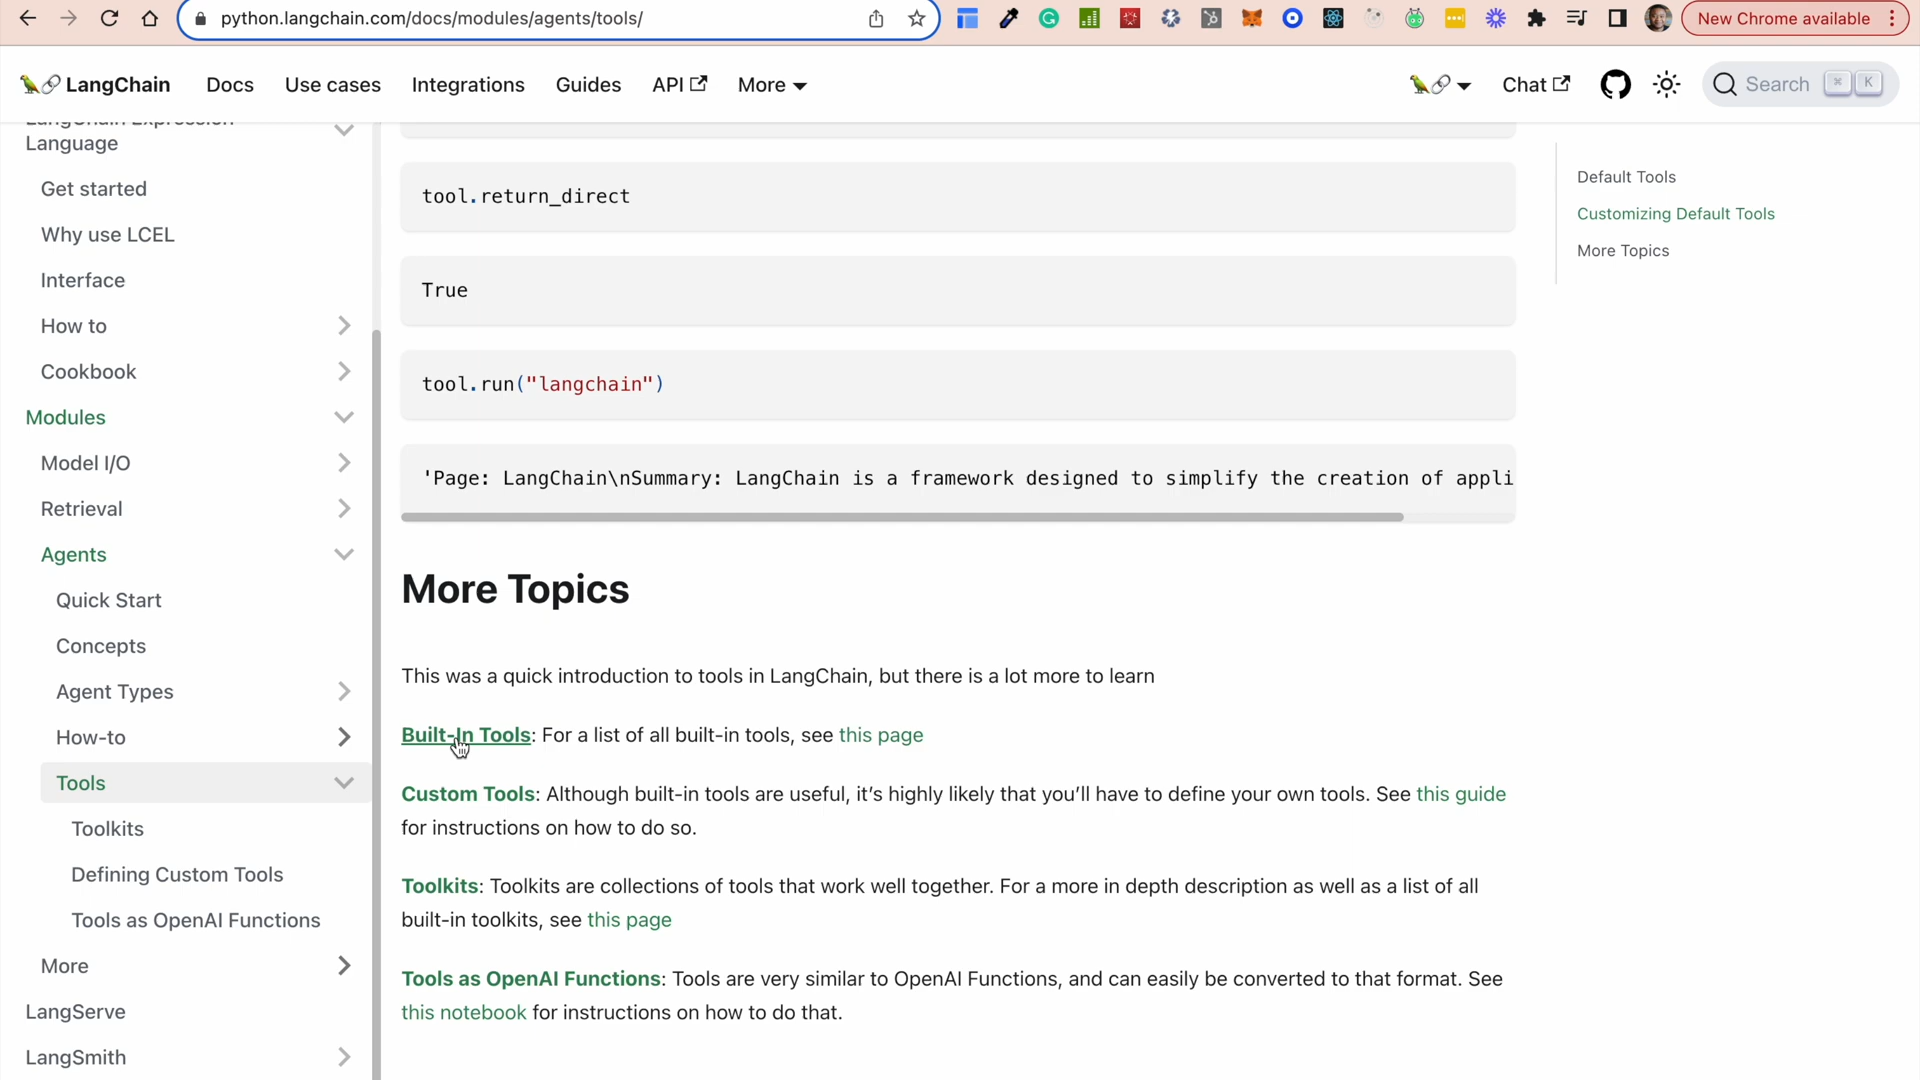 python.langchain.com/docs/modules/agents/tools/
New Chrome available
LangChain
Docs
Use cases
Integrations
Guides
API
More
Chat
Search
⌘
K
LangChain Expression
Language
Get started
Why use LCEL
Interface
How to
Cookbook
Modules
Model I/O
Retrieval
Agents
Quick Start
Concepts
Agent Types
How-to
Tools
Toolkits
Defining Custom Tools
Tools as OpenAI Functions
More
LangServe
LangSmith
tool.return_direct
True
tool.run("langchain")
'Page: LangChain\nSummary: LangChain is a framework designed to simplify the creation of appli
More Topics
This was a quick introduction to tools in LangChain, but there is a lot more to learn
Built-In Tools: For a list of all built-in tools, see this page
Custom Tools: Although built-in tools are useful, it’s highly likely that you’ll have to define your own tools. See this guide
for instructions on how to do so.
Toolkits: Toolkits are collections of tools that work well together. For a more in depth description as well as a list of all
built-in toolkits, see this page
Tools as OpenAI Functions: Tools are very similar to OpenAI Functions, and can easily be converted to that format. See
this notebook for instructions on how to do that.
Default Tools
Customizing Default Tools
More Topics